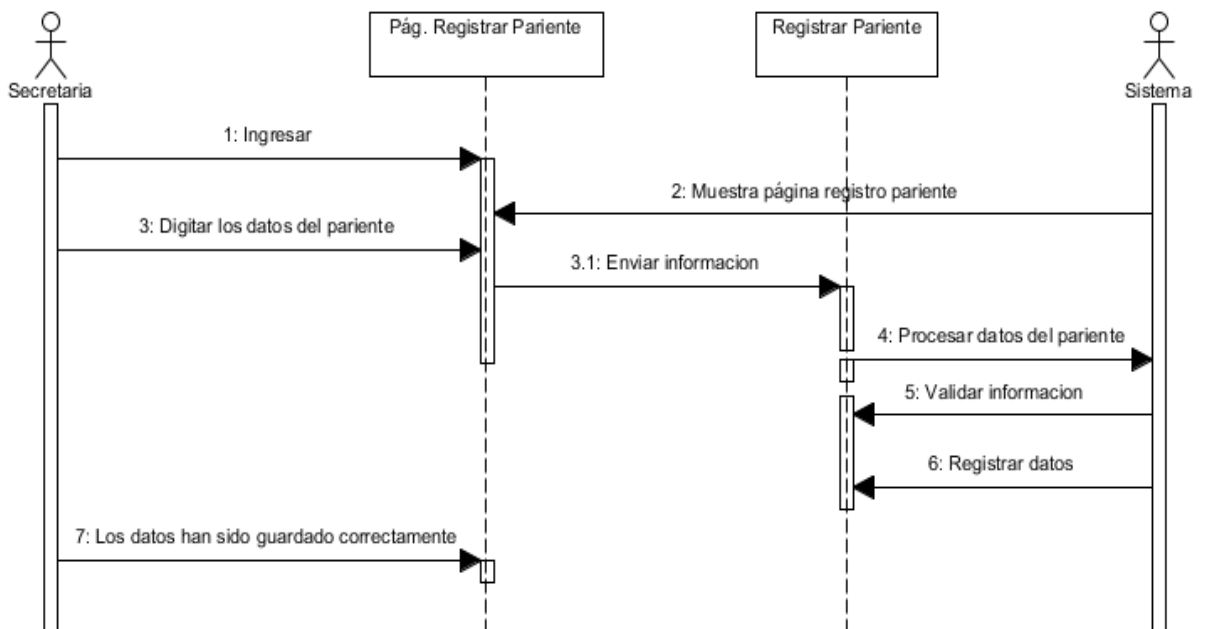 Pág. Registrar Pariente
Registrar Pariente
Secretaria
Sistema
1: Ingresar
2: Muestra página registro pariente
3: Digitar los datos del pariente
3.1: Enviar informacion
4: Procesar datos del pariente
5: Validar informacion
6: Registrar datos
7: Los datos han sido guardado correctamente